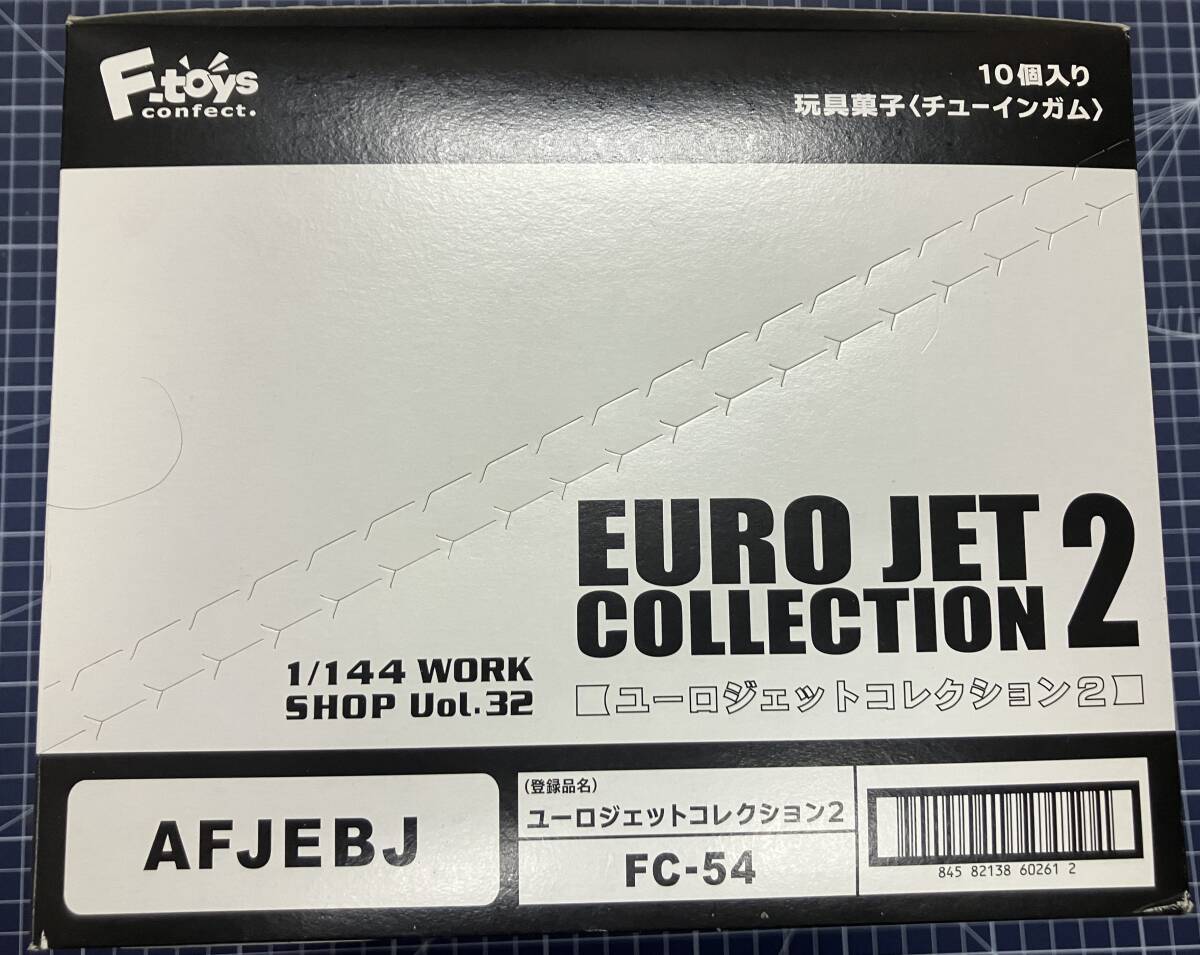 F.toys
confect.
10個入り
玩具菓子〈チューインガム〉
EURO JET
COLLECTION 2
1/144 WORK
SHOP Vol.32
【ユーロジェットコレクション2】
AFJEBJ
(登録品名)
ユーロジェットコレクション2
FC-54
845 82138 60261 2